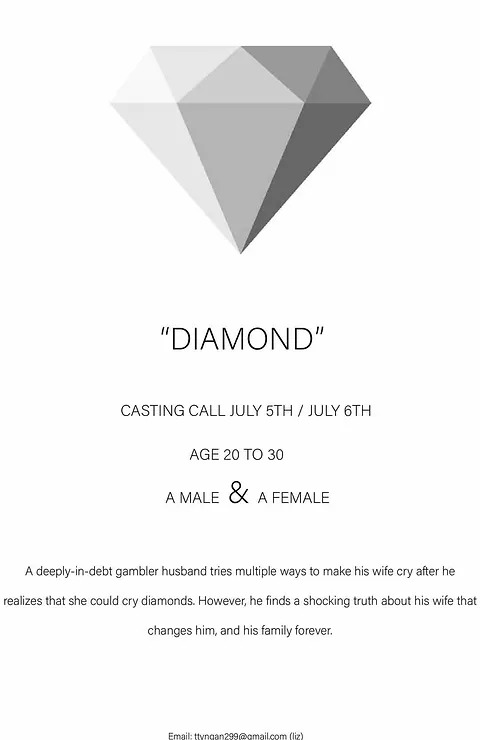 "DIAMOND"
CASTING CALL JULY 5TH / JULY 6TH
AGE 20 TO 30
A MALE & A FEMALE
A deeply-in-debt gambler husband tries multiple ways to make his wife cry after he
realizes that she could cry diamonds. However, he finds a shocking truth about his wife that
changes him, and his family forever.
Email: ttyngan299@gmail.com (liz)